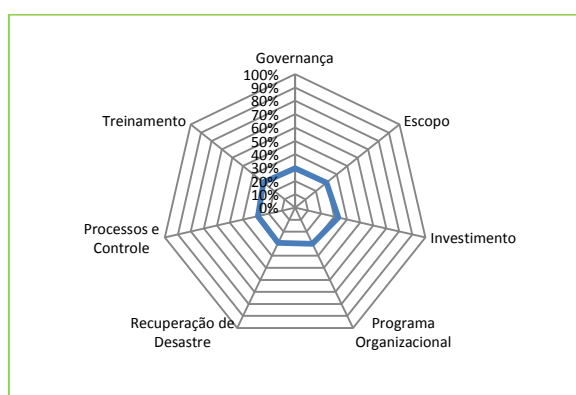 Governança
100%
90%
80%
70%
60%
50%
40%
30%
20%
10%
0%
Escopo
Investimento
Programa
Organizacional
Recuperação de
Desastre
Processos e
Controle
Treinamento